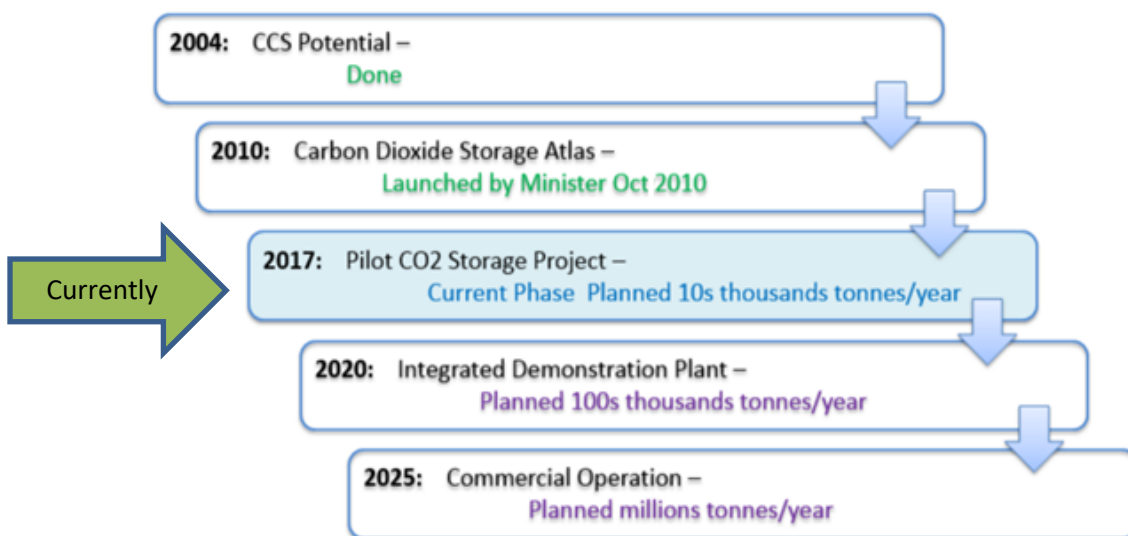 2004: CCS Potential –
Done
2010: Carbon Dioxide Storage Atlas –
Launched by Minister Oct 2010
Currently
2017: Pilot CO2 Storage Project –
Current Phase Planned 10s thousands tonnes/year
2020: Integrated Demonstration Plant –
Planned 100s thousands tonnes/year
2025: Commercial Operation –
Planned millions tonnes/year